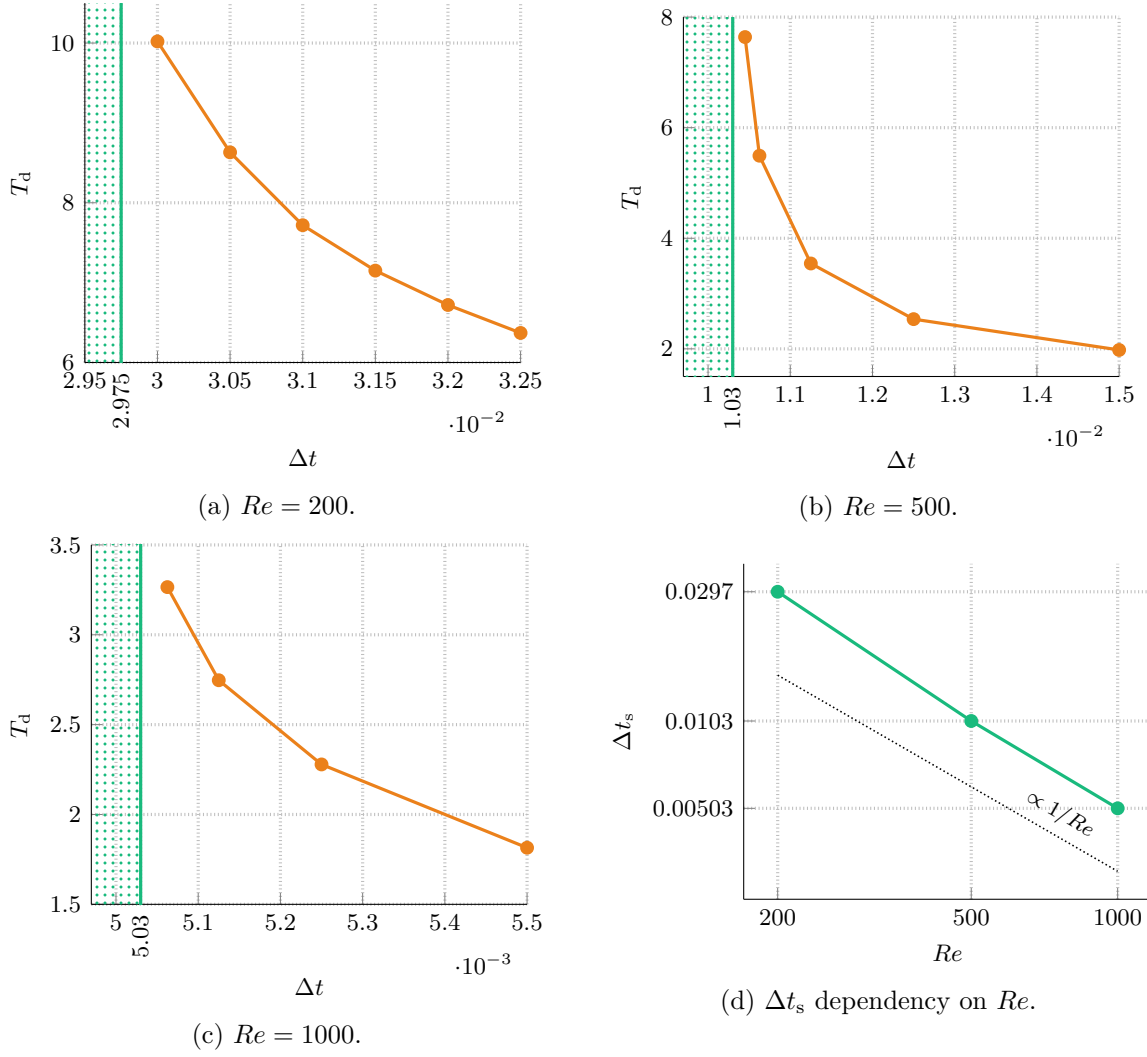 10
8
6
T_d
2.95 3 3.05 3.1 3.15 3.2 3.25
2.975
·10⁻²
Δt
(a) Re = 200.
8
6
4
2
T_d
1 1.1 1.2 1.3 1.4 1.5
1.03
·10⁻²
Δt
(b) Re = 500.
3.5
3
2.5
2
1.5
T_d
5 5.1 5.2 5.3 5.4 5.5
5.03
·10⁻³
Δt
(c) Re = 1000.
0.0297
0.0103
0.00503
Δt_s
∝ 1/Re
200 500 1000
Re
(d) Δt_s dependency on Re.